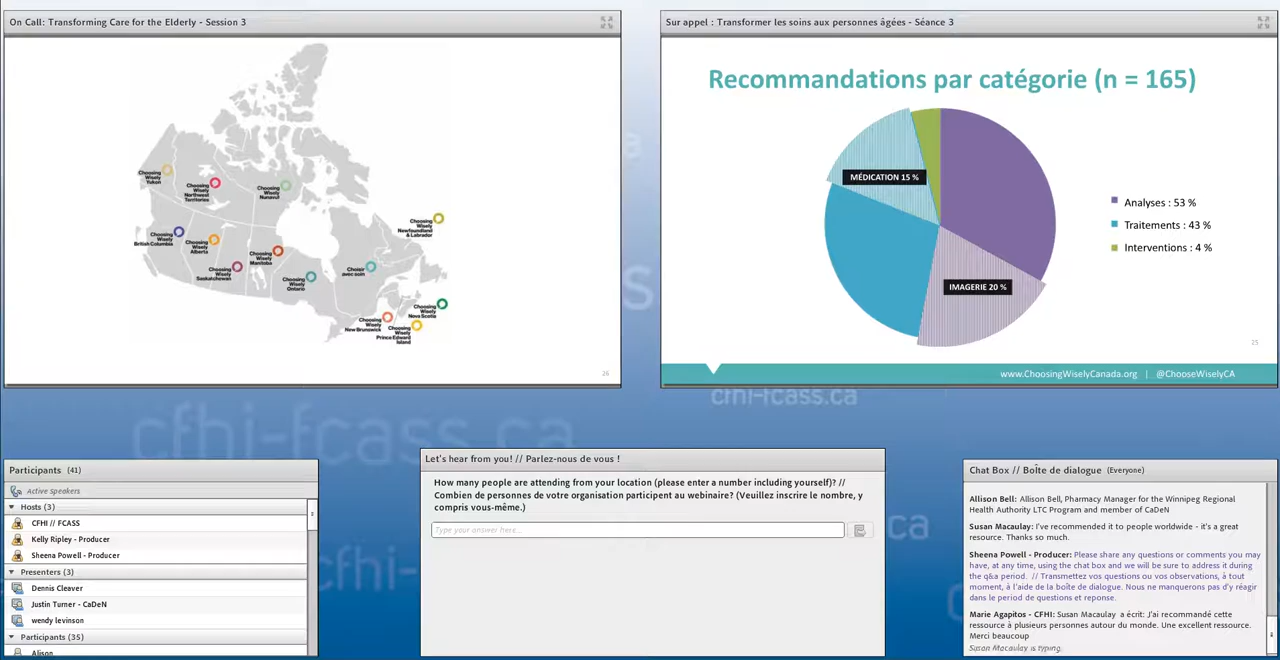 On Call: Transforming Care for the Elderly - Session 3
Choosing
Wisely
Yukon
Choosing
Wisely
Northwest
Territories
Choosing
Wisely
Nunavut
Choosing
Wisely
Newfoundland
& Labrador
Choosing
Wisely
British Columbia
Choosing
Wisely
Alberta
Choosing
Wisely
Manitoba
Choosing
Wisely
Saskatchewan
Choosing
Wisely
Ontario
Choisir
avec soin
Choosing
Wisely
Nova Scotia
Choosing
Wisely
New Brunswick
Choosing
Wisely
Prince Edward
Island
26
Sur appel : Transformer les soins aux personnes âgées - Séance 3
Recommandations par catégorie (n = 165)
MÉDICATION 15 %
IMAGERIE 20 %
Analyses : 53 %
Traitements : 43 %
Interventions : 4 %
25
www.ChoosingWiselyCanada.org | @ChooseWiselyCA
cfhi-fcass.ca
cfhi-fcass.ca
Participants (41)
Active Speakers
Hosts (3)
CFHI // FCASS
Kelly Ripley - Producer
Sheena Powell - Producer
Presenters (3)
Dennis Cleaver
Justin Turner - CaDeN
wendy levinson
Participants (35)
Alison
Let's hear from you! // Parlez-nous de vous !
How many people are attending from your location (please enter a number including yourself)? //
Combien de personnes de votre organisation participent au webinaire? (Veuillez inscrire le nombre, y
compris vous-même.)
Type your answer here...
Chat Box // Boîte de dialogue (Everyone)
Allison Bell: Allison Bell, Pharmacy Manager for the Winnipeg Regional
Health Authority LTC Program and member of CaDeN
Susan Macaulay: I've recommended it to people worldwide - it's a great
resource. Thanks so much.
Sheena Powell - Producer: Please share any questions or comments you may
have, at any time, using the chat box and we will be sure to address it during
the q&a period. // Transmettez vos questions ou vos observations, à tout
moment, à l'aide de la boîte de dialogue. Nous ne manquerons pas d'y réagir
dans le period de questions et reponse.
Marie Agapitos - CFHI: Susan Macaulay a écrit: J'ai recommandé cette
ressource à plusieurs personnes autour du monde. Une excellent ressource.
Merci beaucoup
Susan Macaulay is typing.